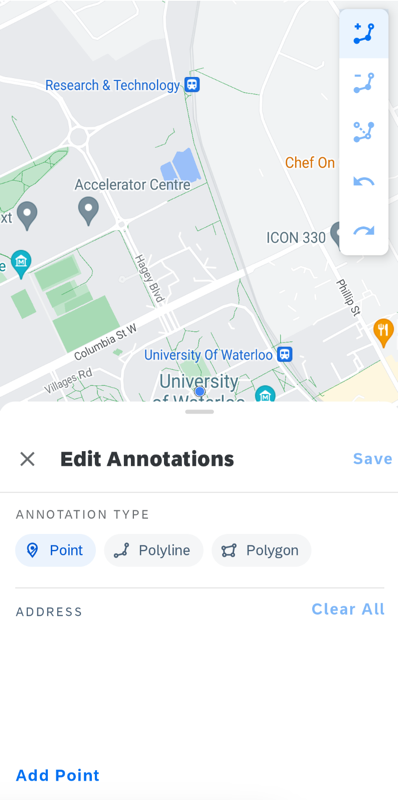 Research & Technology
Chef On
Accelerator Centre
xt
ICON 330
e
Hagey Blvd
Phillip St
Columbia St W
University Of Waterloo
Villages Rd
University
of Waterloo
Edit Annotations
Save
ANNOTATION TYPE
Point
Polyline
Polygon
ADDRESS
Clear All
Add Point